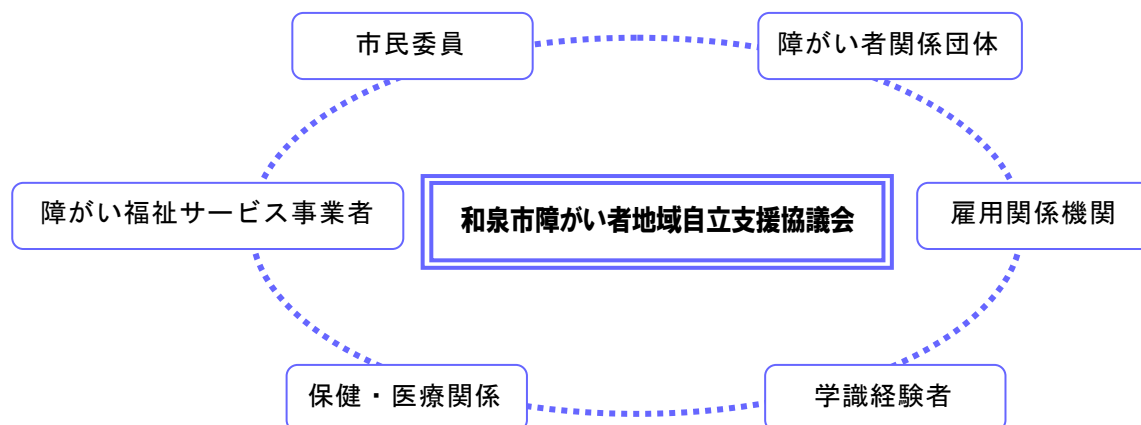 市民委員
障がい者関係団体
障がい福祉サービス事業者
和泉市障がい者地域自立支援協議会
雇用関係機関
保健・医療関係
学識経験者